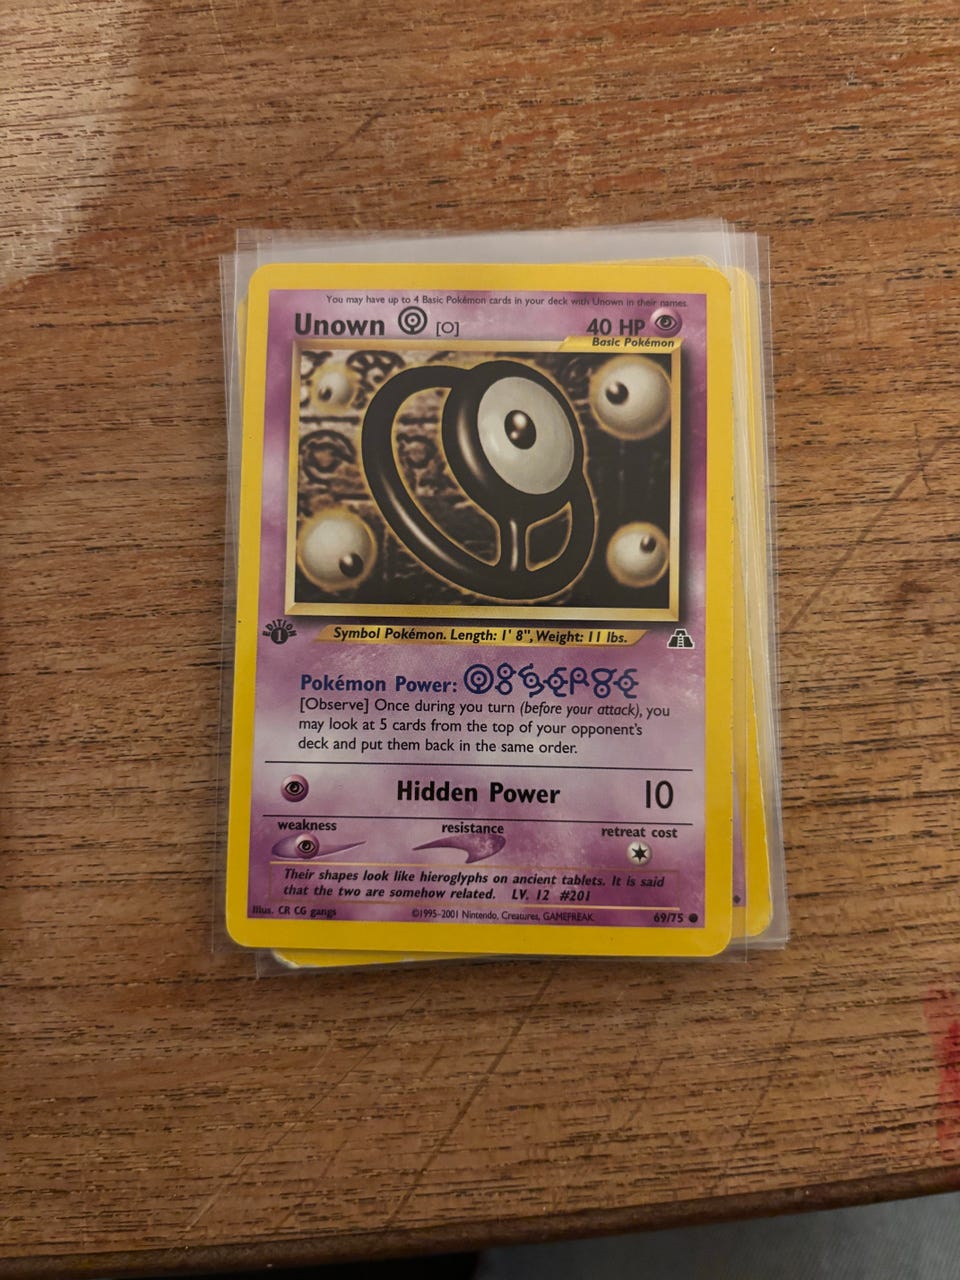 You may have up to 4 Basic Pokémon cards in your deck with Unown in their names.
Unown [O] 40 HP
Basic Pokémon
EDITION
1
Symbol Pokémon. Length: 1' 8", Weight: 11 lbs.
Pokémon Power: OBSERVE
[Observe] Once during you turn (before your attack), you
may look at 5 cards from the top of your opponent's
deck and put them back in the same order.
Hidden Power 10
weakness resistance retreat cost
Their shapes look like hieroglyphs on ancient tablets. It is said
that the two are somehow related. LV. 12 #201
Illus. CR CG gangs ©1995-2001 Nintendo, Creatures, GAMEFREAK. 69/75